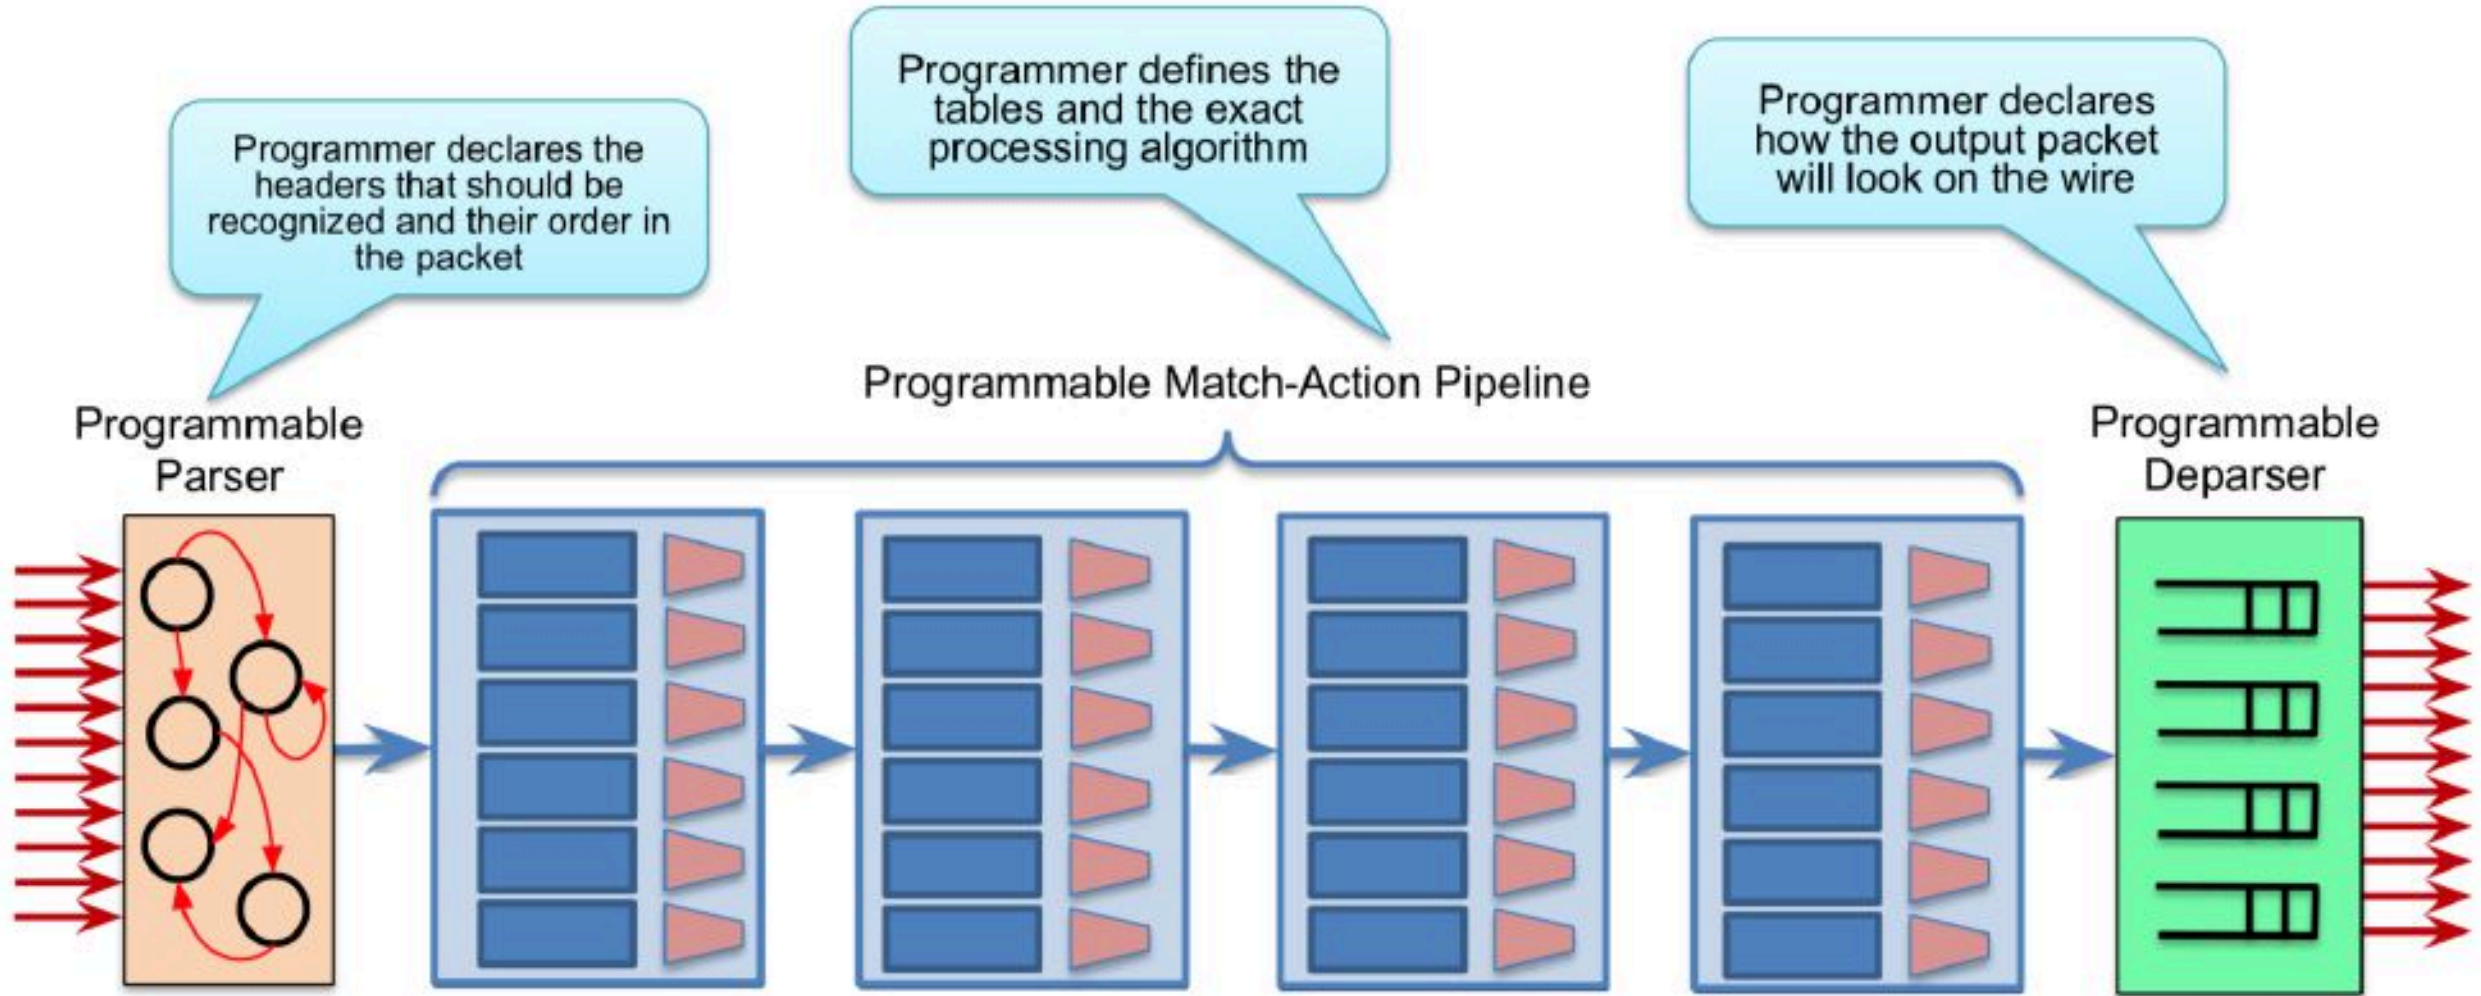 Programmer declares the
headers that should be
recognized and their order in
the packet
Programmer defines the
tables and the exact
processing algorithm
Programmer declares
how the output packet
will look on the wire
Programmable
Parser
Programmable Match-Action Pipeline
Programmable
Deparser